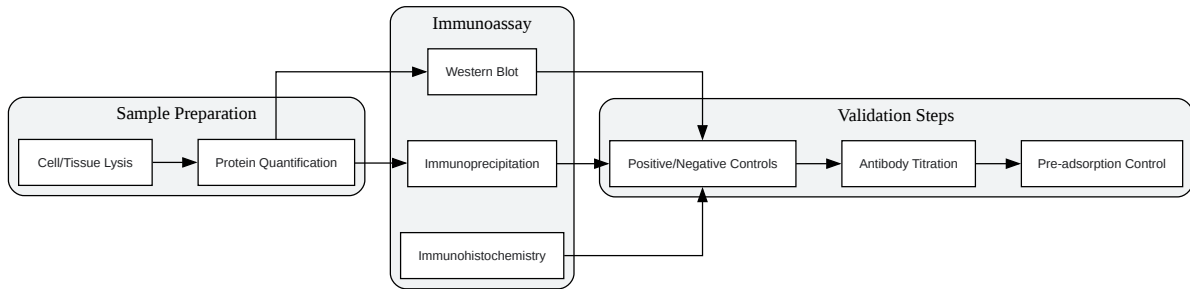 Immunoassay
Western Blot
Sample Preparation
Validation Steps
Cell/Tissue Lysis
Protein Quantification
Immunoprecipitation
Positive/Negative Controls
Antibody Titration
Pre-adsorption Control
Immunohistochemistry